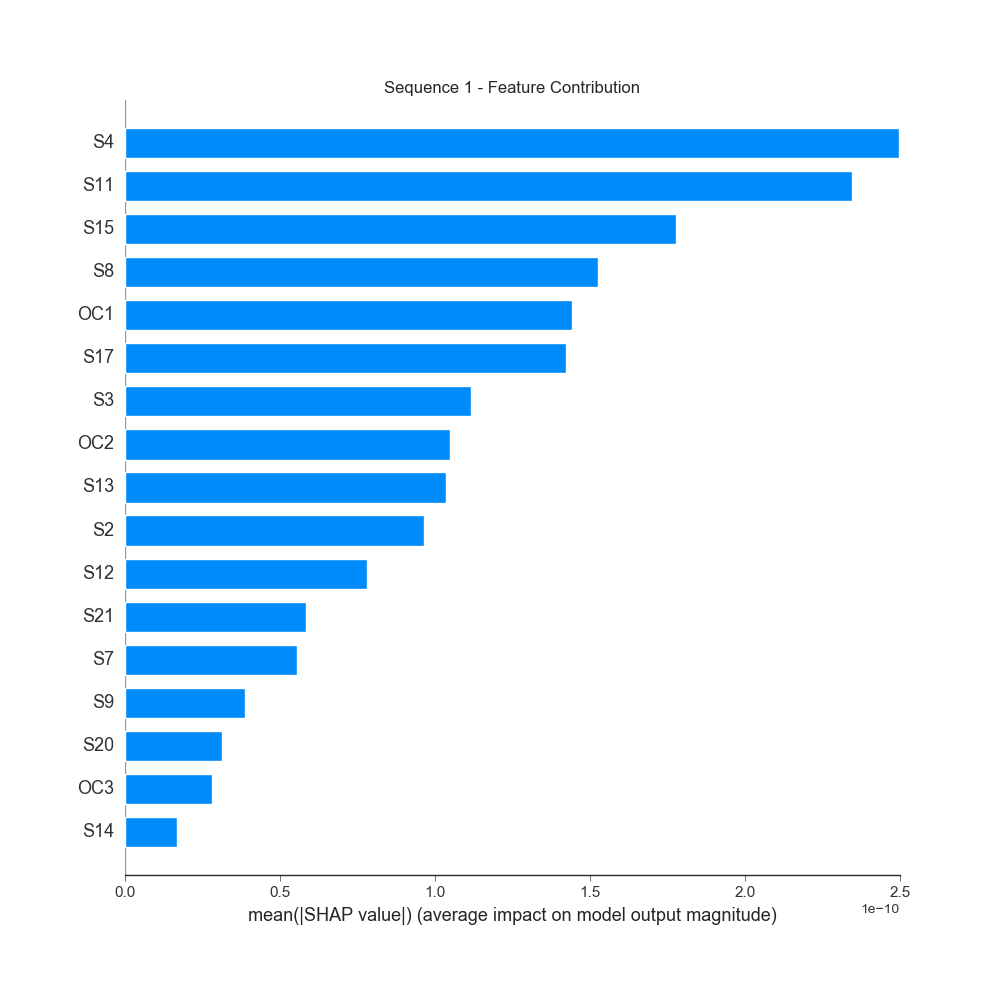 Sequence 1 - Feature Contribution
S4
S11
S15
S8
OC1
S17
S3
OC2
S13
S2
S12
S21
S7
S9
S20
OC3
S14
0.0 0.5 1.0 1.5 2.0 2.5
1e−10
mean(|SHAP value|) (average impact on model output magnitude)